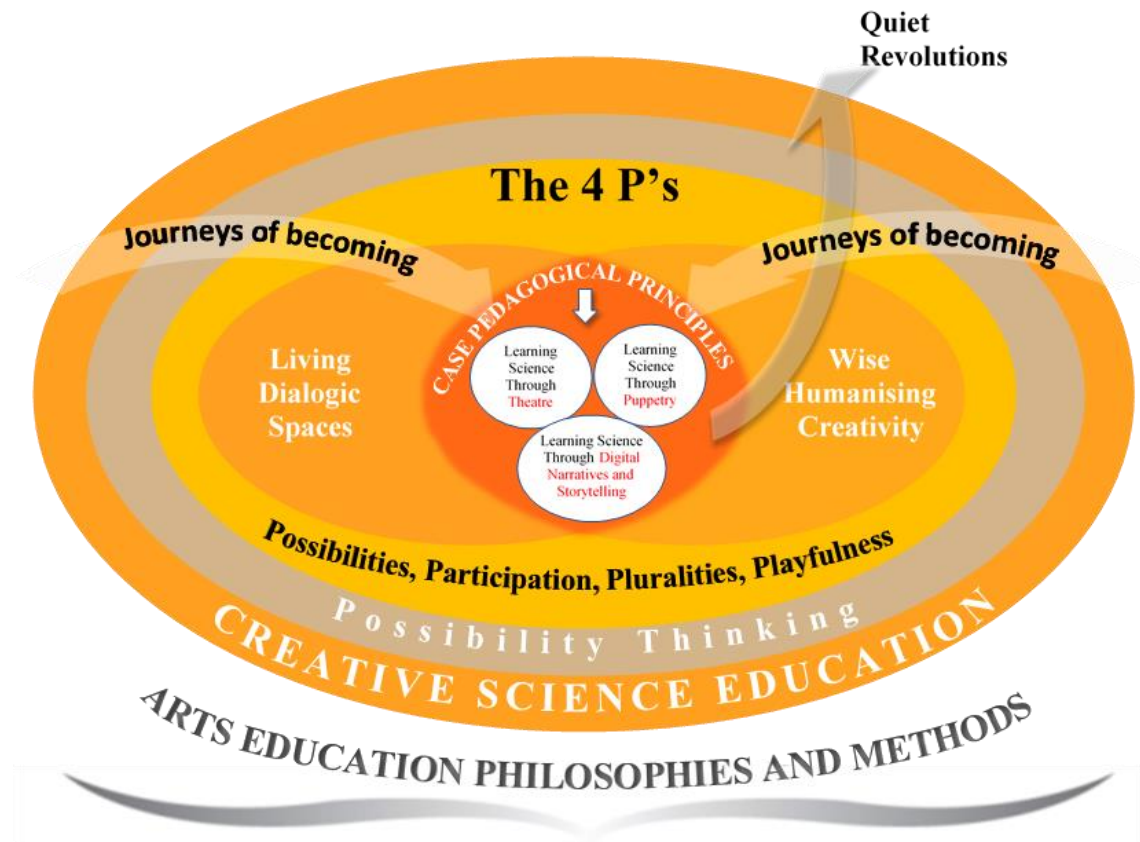 Quiet
Revolutions
The 4 P's
Journeys of becoming
Journeys of becoming
CASE PEDAGOGICAL PRINCIPLES
Learning
Science
Through
Theatre
Learning
Science
Through
Puppetry
Learning Science
Through Digital
Narratives and
Storytelling
Living
Dialogic
Spaces
Wise
Humanising
Creativity
Possibilities, Participation, Pluralities, Playfulness
Possibility Thinking
CREATIVE SCIENCE EDUCATION
ARTS EDUCATION PHILOSOPHIES AND METHODS